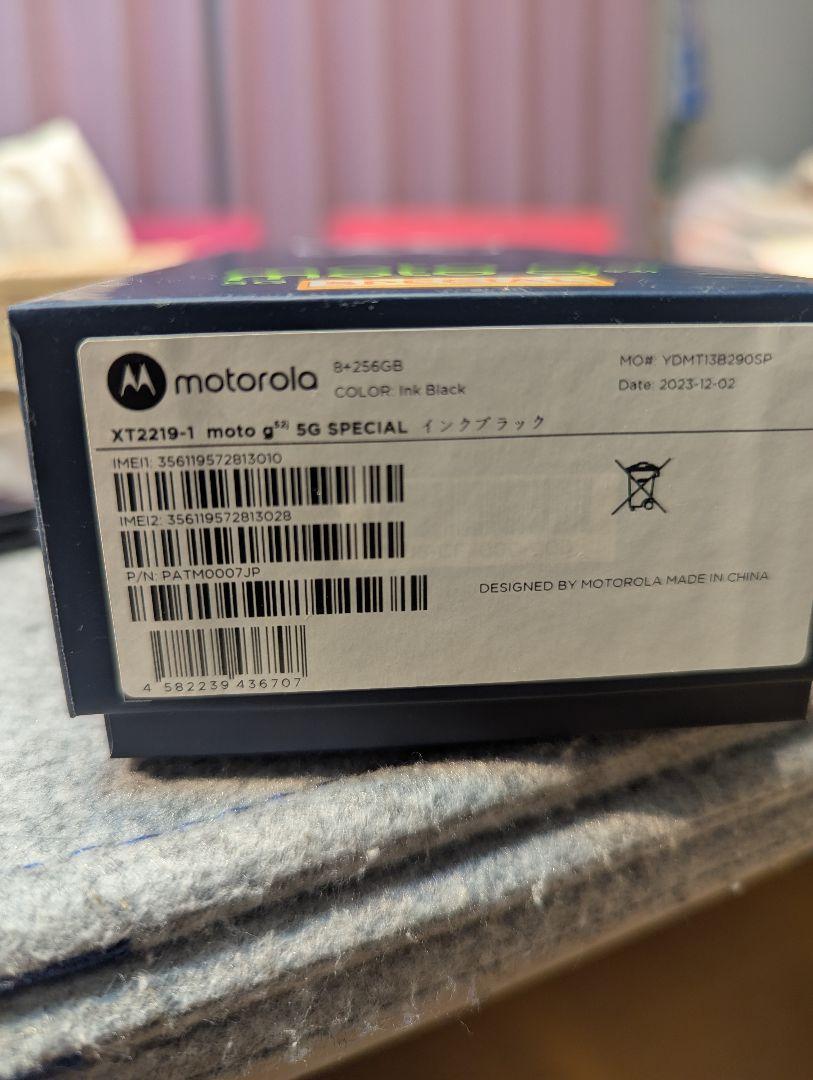 motorola
8+256GB
COLOR: Ink Black
MO#: YDMT13B290SP
Date: 2023-12-02
XT2219-1 moto g52j 5G SPECIAL インクブラック
IMEI1: 356119572813010
IMEI2: 356119572813028
P/N: PATM0007JP
DESIGNED BY MOTOROLA MADE IN CHINA
4 582239 436707